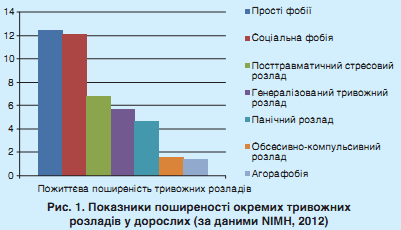 14
12
10
8
6
4
2
0
Прості фобії
Соціальна фобія
Посттравматичний стресовий
розлад
Генералізований тривожний
розлад
Панічний розлад
Обсесивно-компульсивний
розлад
Агорафобія
Пожиттєва поширеність тривожних розладів
Рис. 1. Показники поширеності окремих тривожних
розладів у дорослих (за даними NIMH, 2012)